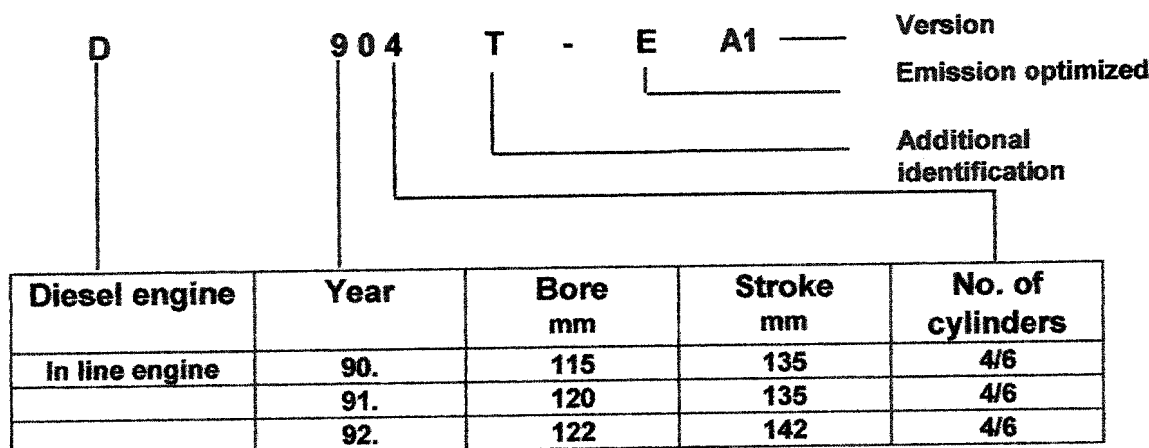 D 904 T - E A1 Version
Emission optimized
Additional
identification
Diesel engine Year Bore Stroke No. of
mm mm cylinders
In line engine 90. 115 135 4/6
91. 120 135 4/6
92. 122 142 4/6